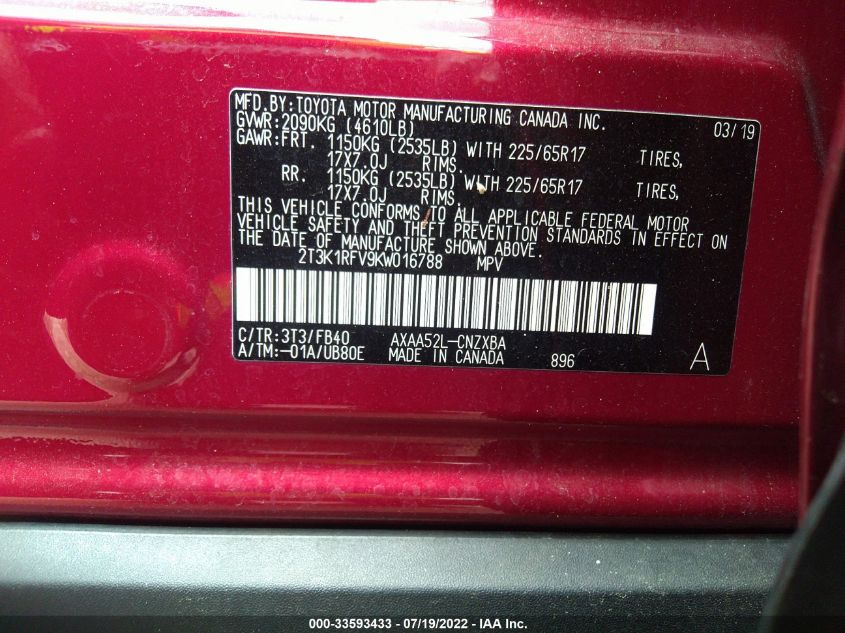 MFD.BY:TOYOTA MOTOR MANUFACTURING CANADA INC. 03/19
GVWR:2090KG (4610LB)
GAWR:FRT. 1150KG (2535LB) WITH 225/65R17 TIRES,
17X7.0J RIMS.
RR. 1150KG (2535LB) WITH 225/65R17 TIRES,
17X7.0J RIMS.
THIS VEHICLE CONFORMS TO ALL APPLICABLE FEDERAL MOTOR
VEHICLE SAFETY AND THEFT PREVENTION STANDARDS IN EFFECT ON
THE DATE OF MANUFACTURE SHOWN ABOVE.
2T3K1RFV9KW016788 MPV
C/TR:3T3/FB40 AXAA52L-CNZXBA
A/TM:-01A/UB80E MADE IN CANADA 896 A
000-33593433 - 07/19/2022 - IAA Inc.